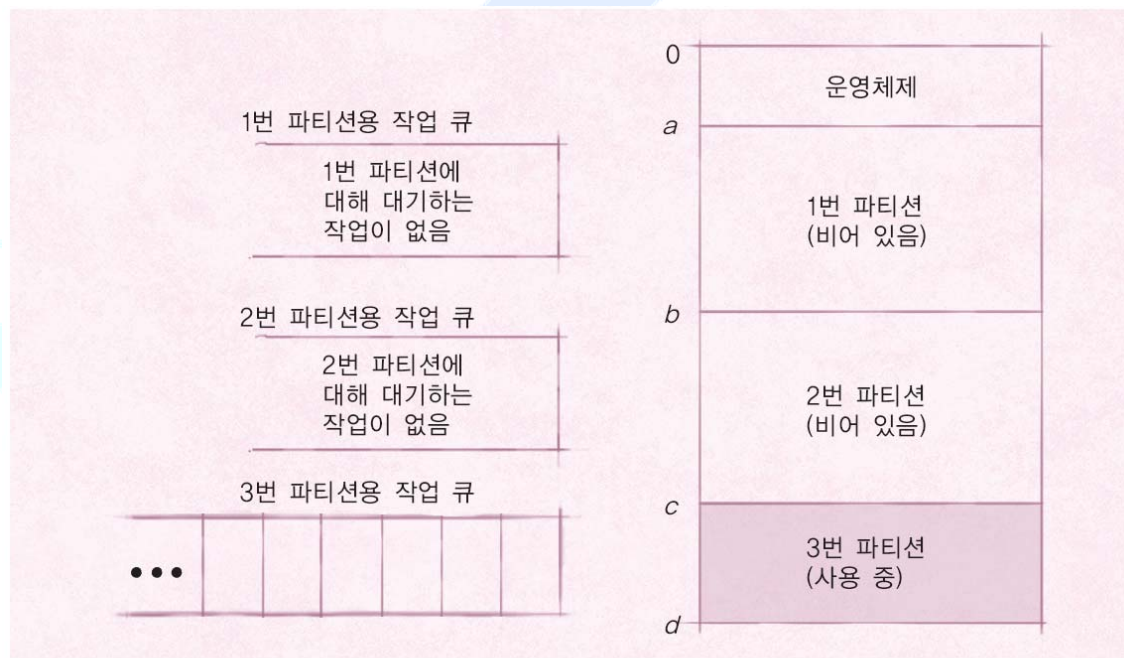 1번 파티션용 작업 큐
1번 파티션에
대해 대기하는
작업이 없음
2번 파티션용 작업 큐
2번 파티션에
대해 대기하는
작업이 없음
3번 파티션용 작업 큐
•••
0
운영체제
a
1번 파티션
(비어 있음)
b
2번 파티션
(비어 있음)
c
3번 파티션
(사용 중)
d